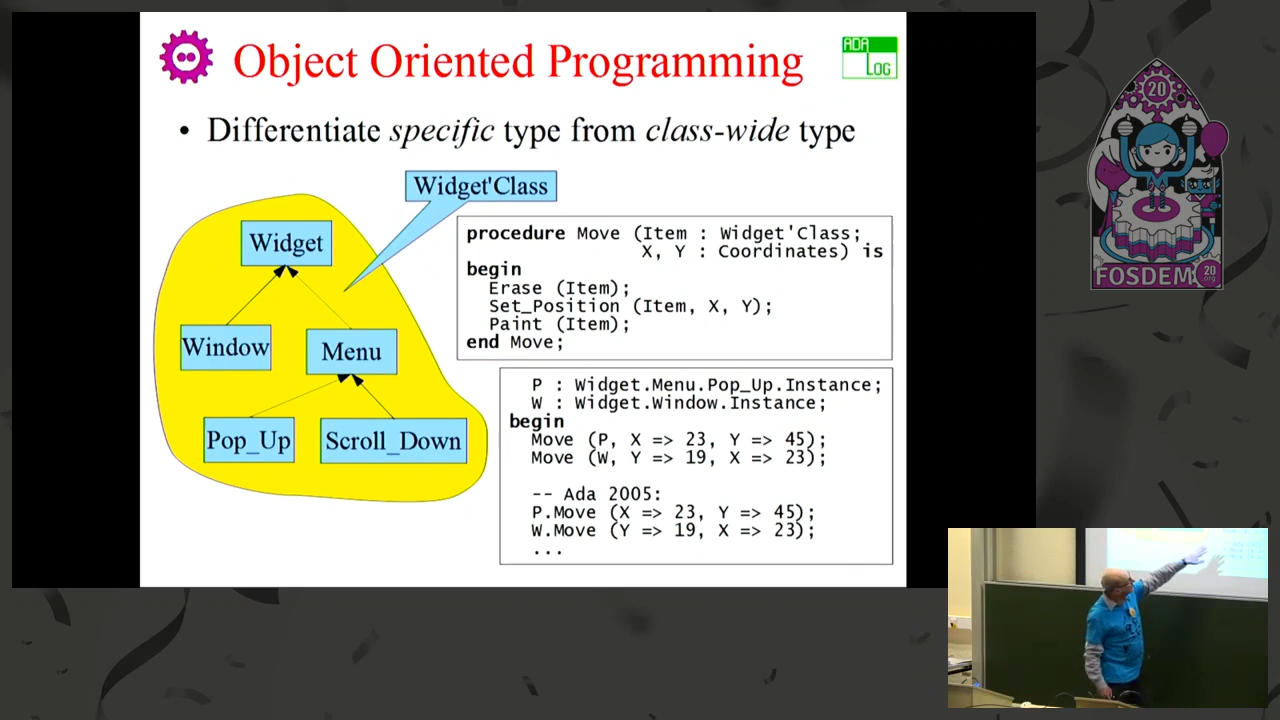 Object Oriented Programming
ADA
LOG
• Differentiate specific type from class-wide type
Widget'Class
Widget
Window
Menu
Pop_Up
Scroll_Down
procedure Move (Item : Widget'Class;
X, Y : Coordinates) is
begin
Erase (Item);
Set_Position (Item, X, Y);
Paint (Item);
end Move;
P : Widget.Menu.Pop_Up.Instance;
W : Widget.Window.Instance;
begin
Move (P, X => 23, Y => 45);
Move (W, Y => 19, X => 23);
-- Ada 2005:
P.Move (X => 23, Y => 45);
W.Move (Y => 19, X => 23);
...
20
FOSDEM
20
.org